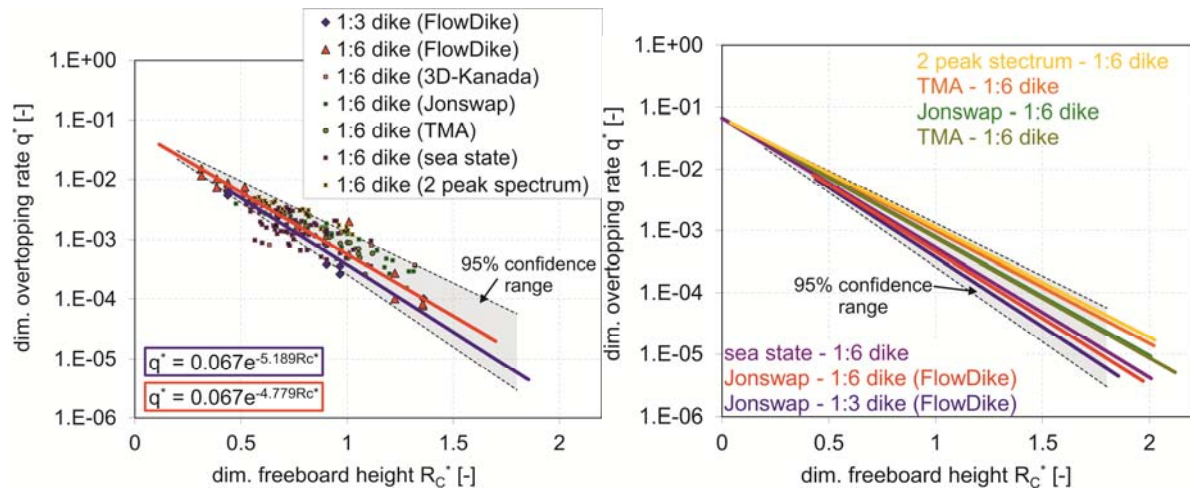 1:3 dike (FlowDike)
1:6 dike (FlowDike)
1:6 dike (3D-Kanada)
1:6 dike (Jonswap)
1:6 dike (TMA)
1:6 dike (sea state)
1:6 dike (2 peak spectrum)
1.E+00
1.E-01
1.E-02
1.E-03
1.E-04
1.E-05
1.E-06
dim. overtopping rate q* [-]
95% confidence
range
q* = 0.067e-5.189Rc*
q* = 0.067e-4.779Rc*
0
0.5
1
1.5
2
dim. freeboard height RC* [-]
1.E+00
1.E-01
1.E-02
1.E-03
1.E-04
1.E-05
1.E-06
dim. overtopping rate q* [-]
2 peak stectrum - 1:6 dike
TMA - 1:6 dike
Jonswap - 1:6 dike
TMA - 1:6 dike
95% confidence
range
sea state - 1:6 dike
Jonswap - 1:6 dike (FlowDike)
Jonswap - 1:3 dike (FlowDike)
0
0.5
1
1.5
2
dim. freeboard height RC* [-]